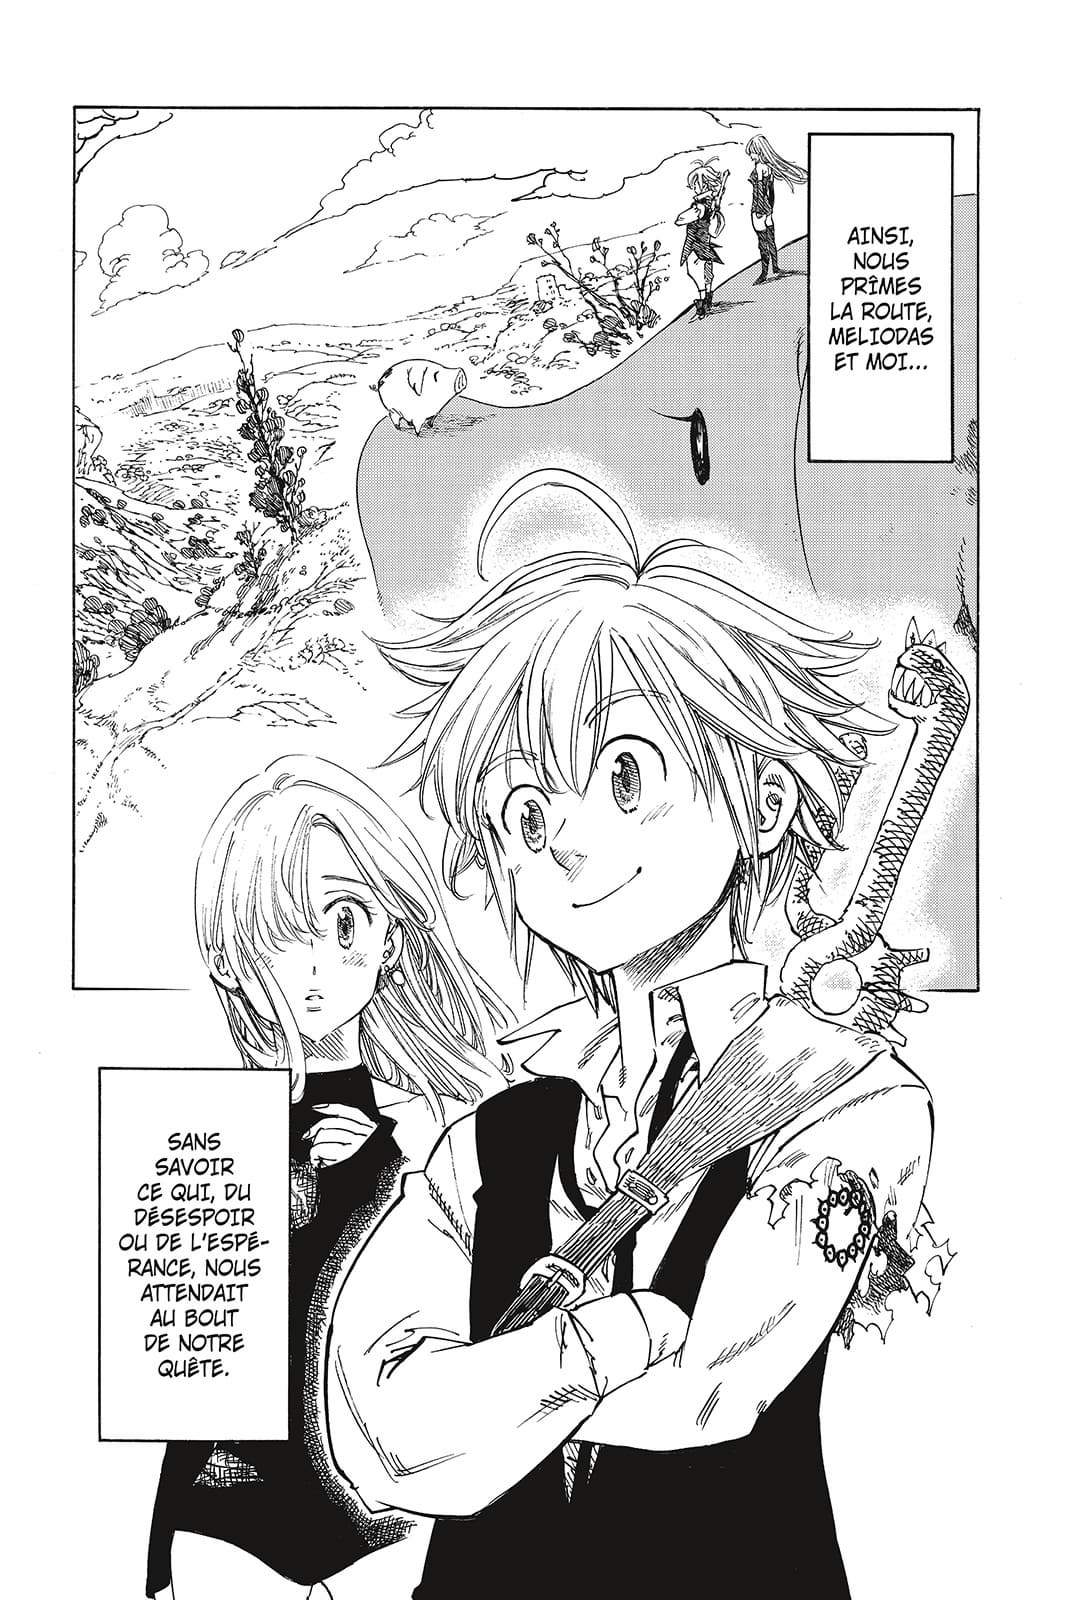 AINSI,
NOUS
PRÎMES
LA ROUTE,
MELIODAS
ET MOI...
SANS
SAVOIR
CE QUI, DU
DÉSESPOIR
OU DE L'ESPÉ-
RANCE, NOUS
ATTENDAIT
AU BOUT
DE NOTRE
QUÊTE.